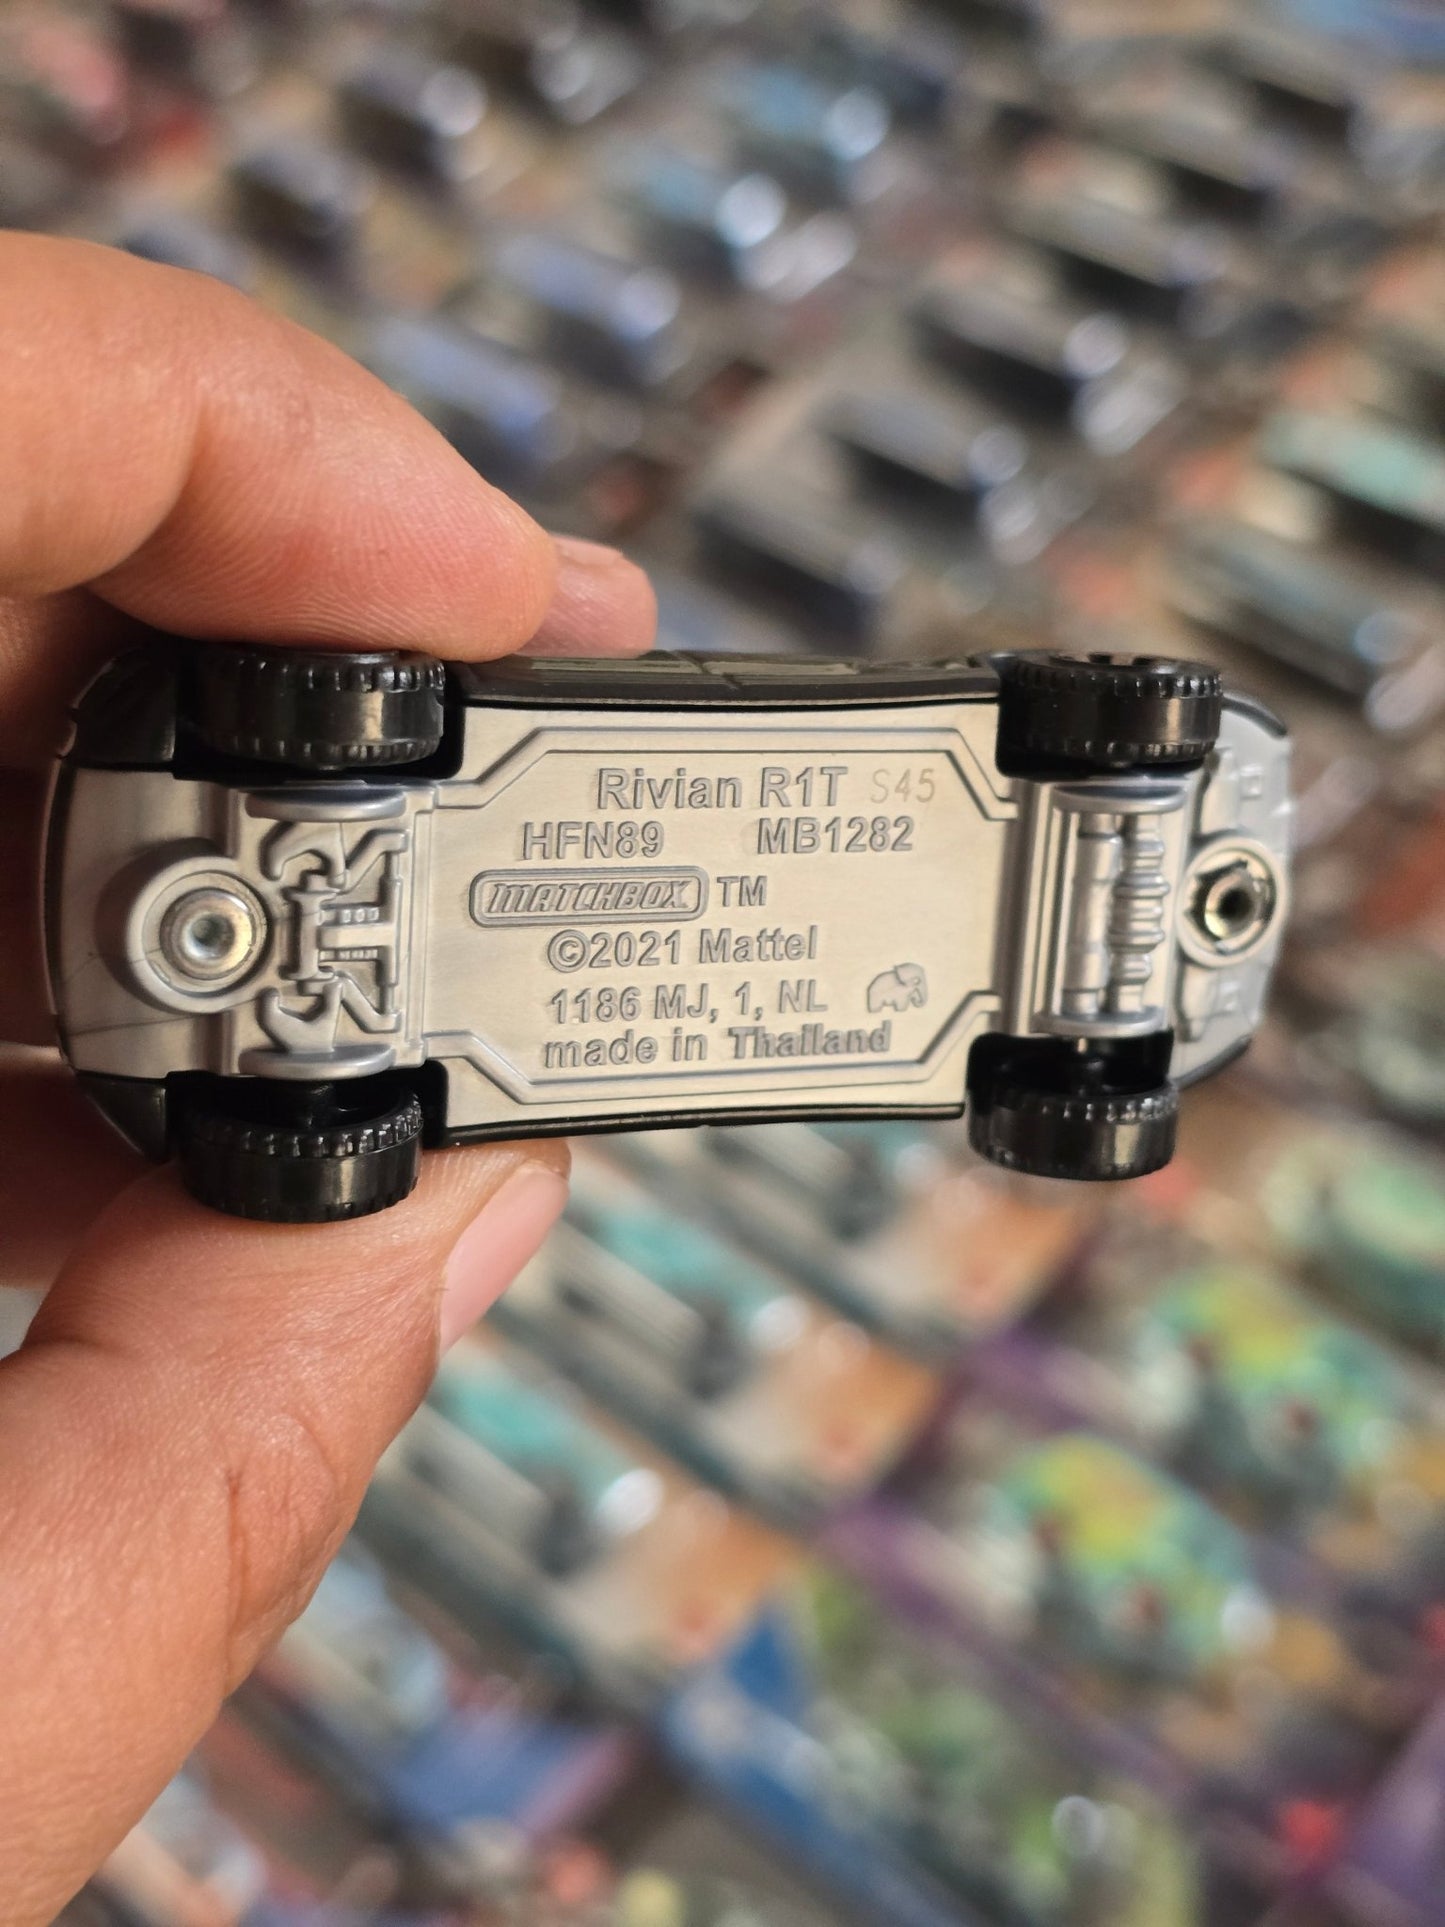 Rivian R1T S45
HFN89 MB1282
MATCHBOX TM
©2021 Mattel
1186 MJ, 1, NL
made in Thailand